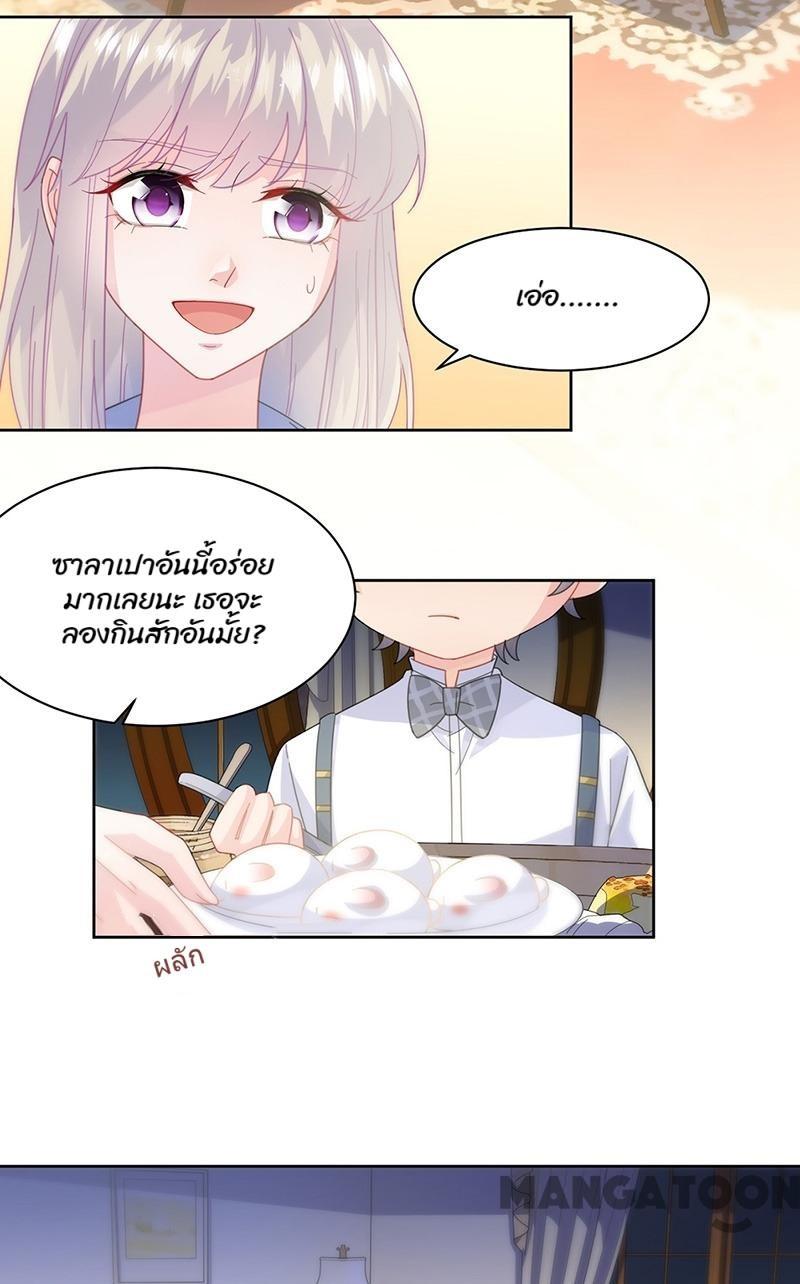 เอ่อ.......
ซาลาเปาอันนี้อร่อย
มากเลยนะ เธอจะ
ลองกินสักอันมั้ย?
ผลัก
MANGATOON